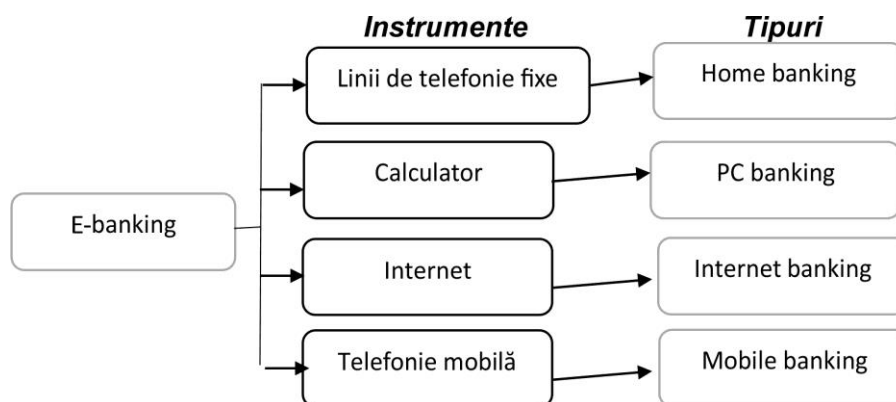 Instrumente
Tipuri
Linii de telefonie fixe
Home banking
Calculator
PC banking
E-banking
Internet
Internet banking
Telefonie mobilă
Mobile banking